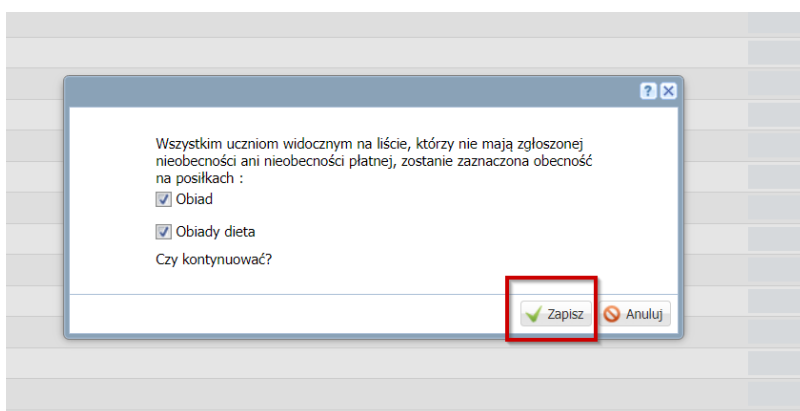 Wszystkim uczniom widocznym na liście, którzy nie mają zgłoszonej
nieobecności ani nieobecności płatnej, zostanie zaznaczona obecność
na posiłkach :
Obiad
Obiady dieta
Czy kontynuować?
Zapisz Anuluj